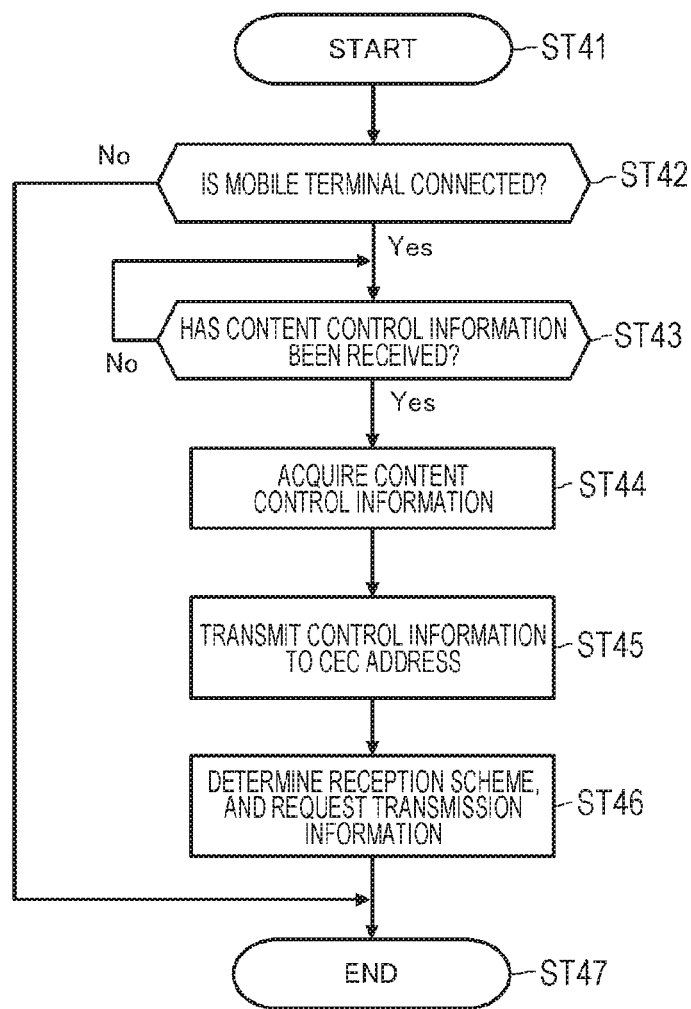 START
ST41
No
IS MOBILE TERMINAL CONNECTED?
ST42
Yes
HAS CONTENT CONTROL INFORMATION
BEEN RECEIVED?
ST43
No
Yes
ACQUIRE CONTENT
CONTROL INFORMATION
ST44
TRANSMIT CONTROL INFORMATION
TO CEC ADDRESS
ST45
DETERMINE RECEPTION SCHEME,
AND REQUEST TRANSMISSION
INFORMATION
ST46
END
ST47